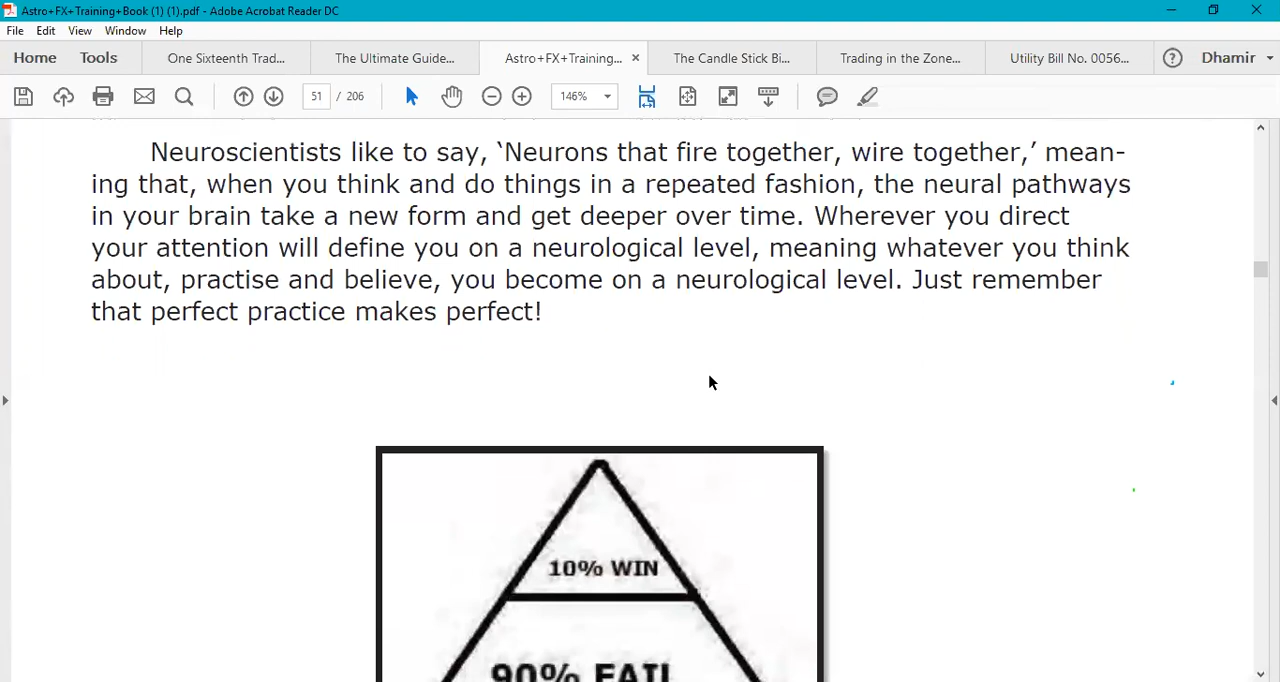 Astro+FX+Training+Book (1) (1).pdf - Adobe Acrobat Reader DC
File Edit View Window Help
Home Tools One Sixteenth Trad... The Ultimate Guide... Astro+FX+Training... × The Candle Stick Bi... Trading in the Zone... Utility Bill No. 0056... Dhamir
51 / 206 146%
Neuroscientists like to say, ‘Neurons that fire together, wire together,’ mean-
ing that, when you think and do things in a repeated fashion, the neural pathways
in your brain take a new form and get deeper over time. Wherever you direct
your attention will define you on a neurological level, meaning whatever you think
about, practise and believe, you become on a neurological level. Just remember
that perfect practice makes perfect!
10% WIN
90% FAIL